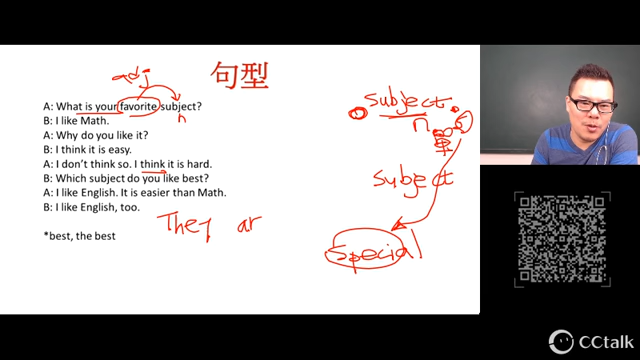 句型
adj
A: What is your favorite subject?
n
B: I like Math.
A: Why do you like it?
B: I think it is easy.
A: I don't think so. I think it is hard.
B: Which subject do you like best?
A: I like English. It is easier than Math.
B: I like English, too.
They ar
*best, the best
subject
n
subject
special
CCtalk